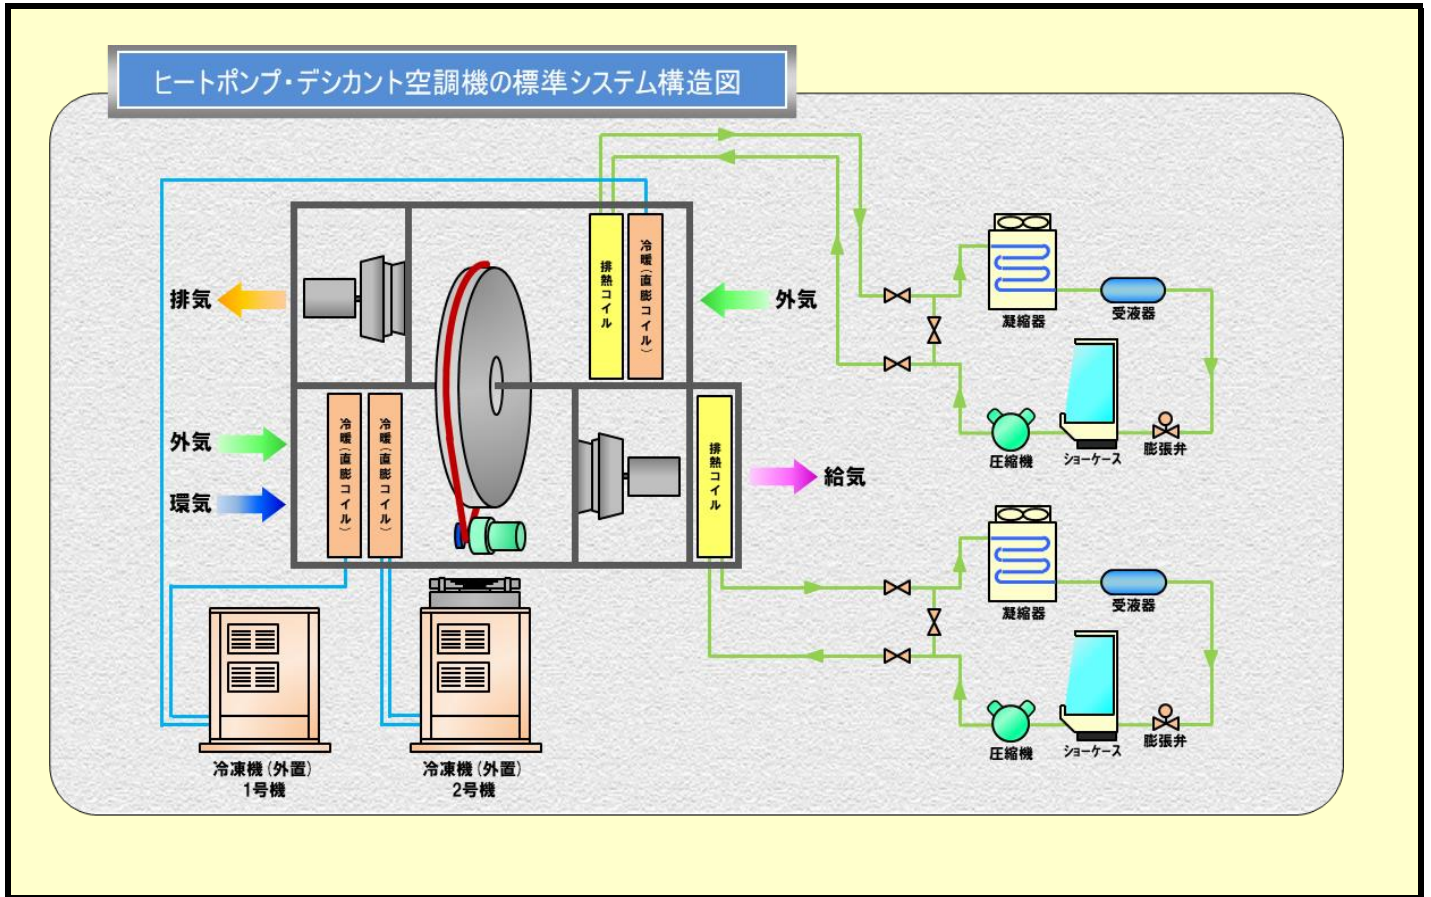 ヒートポンプ・デシカント空調機の標準システム構造図
排熱コイル
冷暖(直膨コイル)
排気
外気
凝縮器
受液器
外気
環気
冷暖(直膨コイル)
冷暖(直膨コイル)
排熱コイル
給気
圧縮機
ショーケース
膨張弁
凝縮器
受液器
圧縮機
ショーケース
膨張弁
冷凍機(外置)
1号機
冷凍機(外置)
2号機